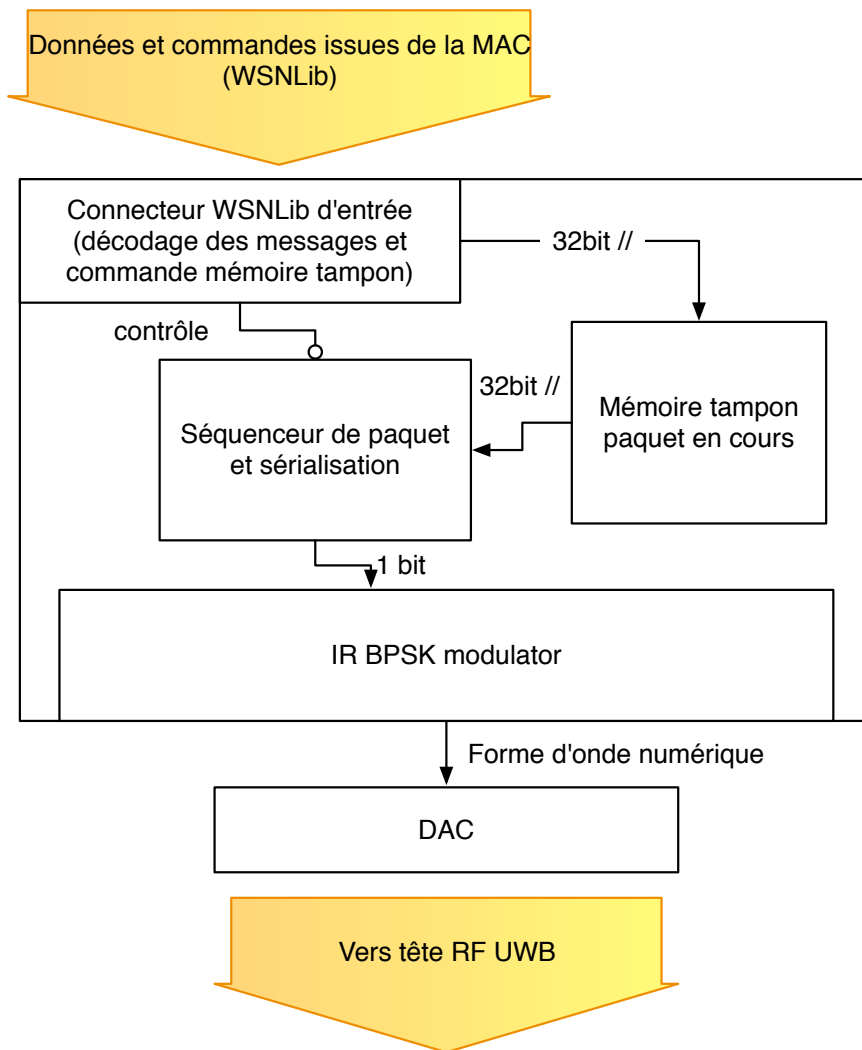 Données et commandes issues de la MAC
(WSNLib)
Connecteur WSNLib d'entrée
(décodage des messages et
commande mémoire tampon)
32bit //
contrôle
32bit //
Séquenceur de paquet
et sérialisation
Mémoire tampon
paquet en cours
1 bit
IR BPSK modulator
Forme d'onde numérique
DAC
Vers tête RF UWB